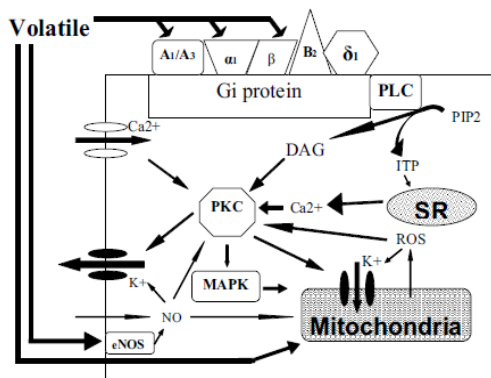 Volatile
A1/A3
α1
β
B2
δ1
Gi protein
PLC
PIP2
Ca2+
DAG
ITP
PKC
Ca2+
SR
ROS
K+
K+
MAPK
NO
Mitochondria
eNOS